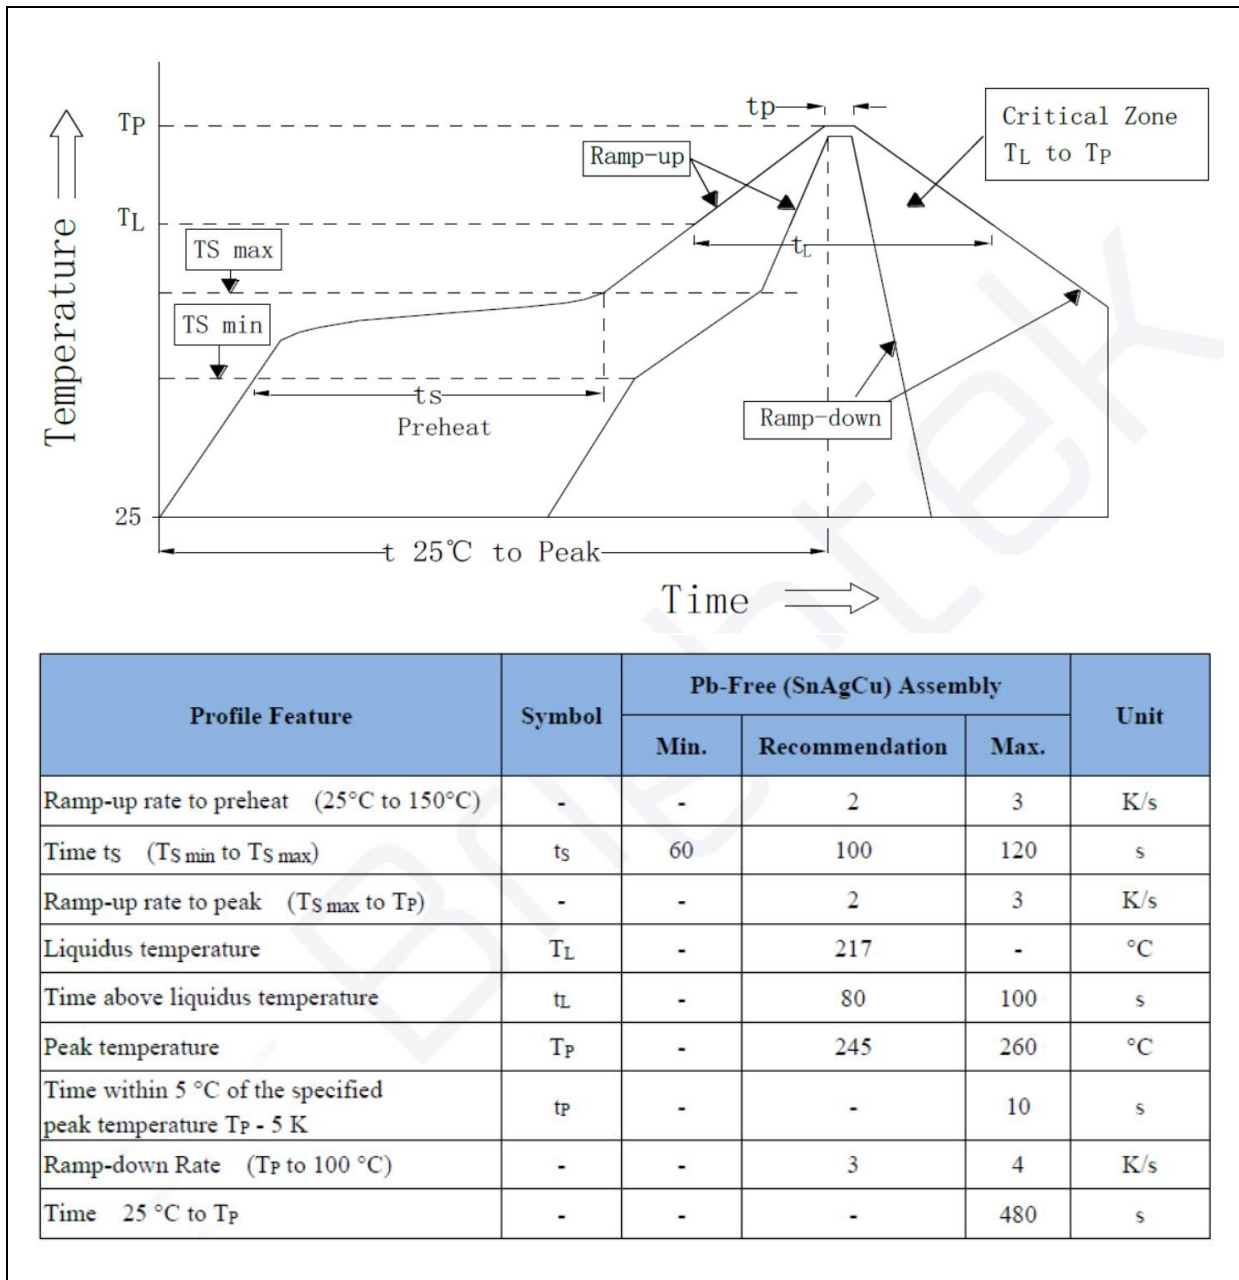 tp
TP
Critical Zone
TL to TP
Ramp-up
TL
TS max
tL
TS min
Temperature
ts
Preheat
Ramp-down
25
t 25℃ to Peak
Time
Profile Feature Symbol Pb-Free (SnAgCu) Assembly Unit
Min. Recommendation Max.
Ramp-up rate to preheat (25°C to 150°C) - - 2 3 K/s
Time tS (TS min to TS max) tS 60 100 120 s
Ramp-up rate to peak (TS max to TP) - - 2 3 K/s
Liquidus temperature TL - 217 - °C
Time above liquidus temperature tL - 80 100 s
Peak temperature TP - 245 260 °C
Time within 5 °C of the specified
peak temperature TP - 5 K tP - - 10 s
Ramp-down Rate (TP to 100 °C) - - 3 4 K/s
Time 25 °C to TP - - - 480 s
Brightek